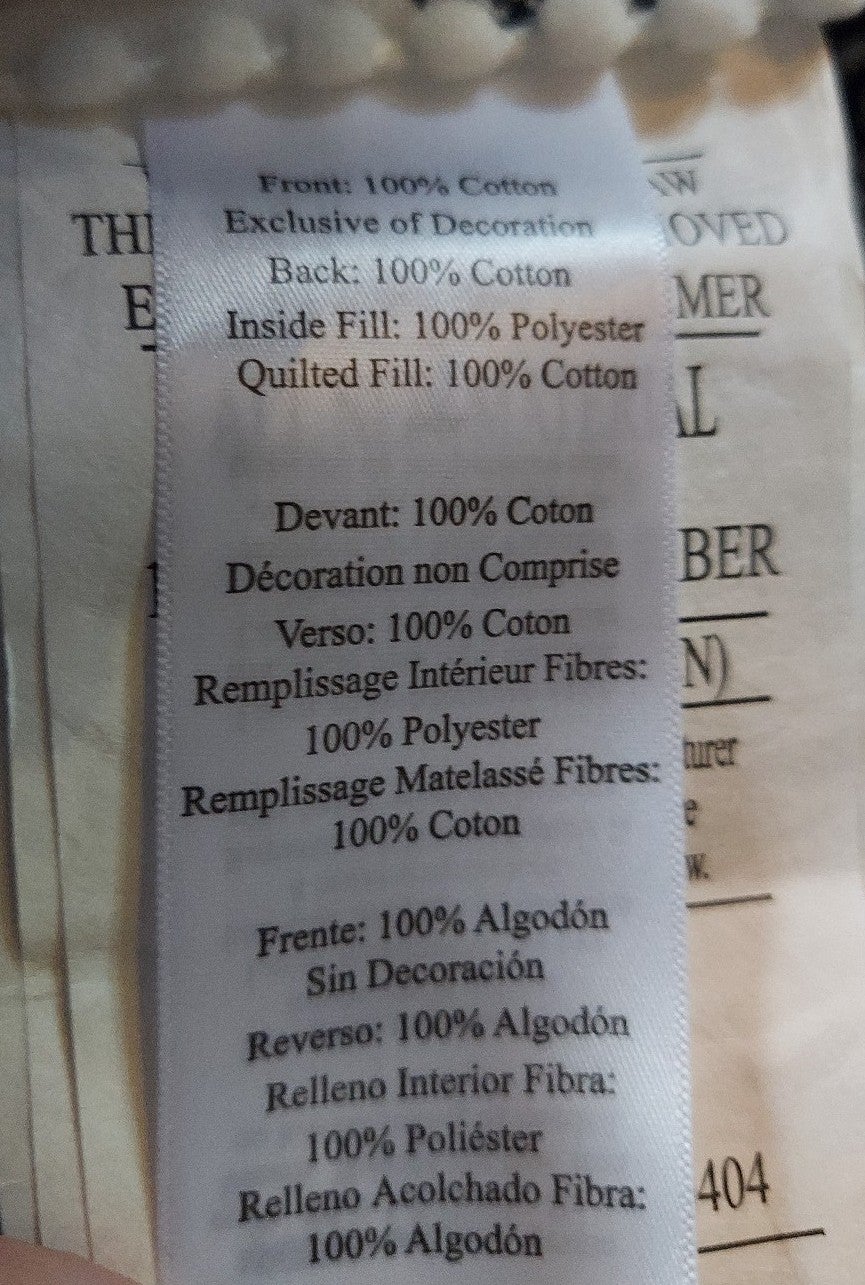 Front: 100% Cotton
Exclusive of Decoration
Back: 100% Cotton
Inside Fill: 100% Polyester
Quilted Fill: 100% Cotton
Devant: 100% Coton
Décoration non Comprise
Verso: 100% Coton
Remplissage Intérieur Fibres:
100% Polyester
Remplissage Matelassé Fibres:
100% Coton
Frente: 100% Algodón
Sin Decoración
Reverso: 100% Algodón
Relleno Interior Fibra:
100% Poliéster
Relleno Acolchado Fibra:
100% Algodón
404